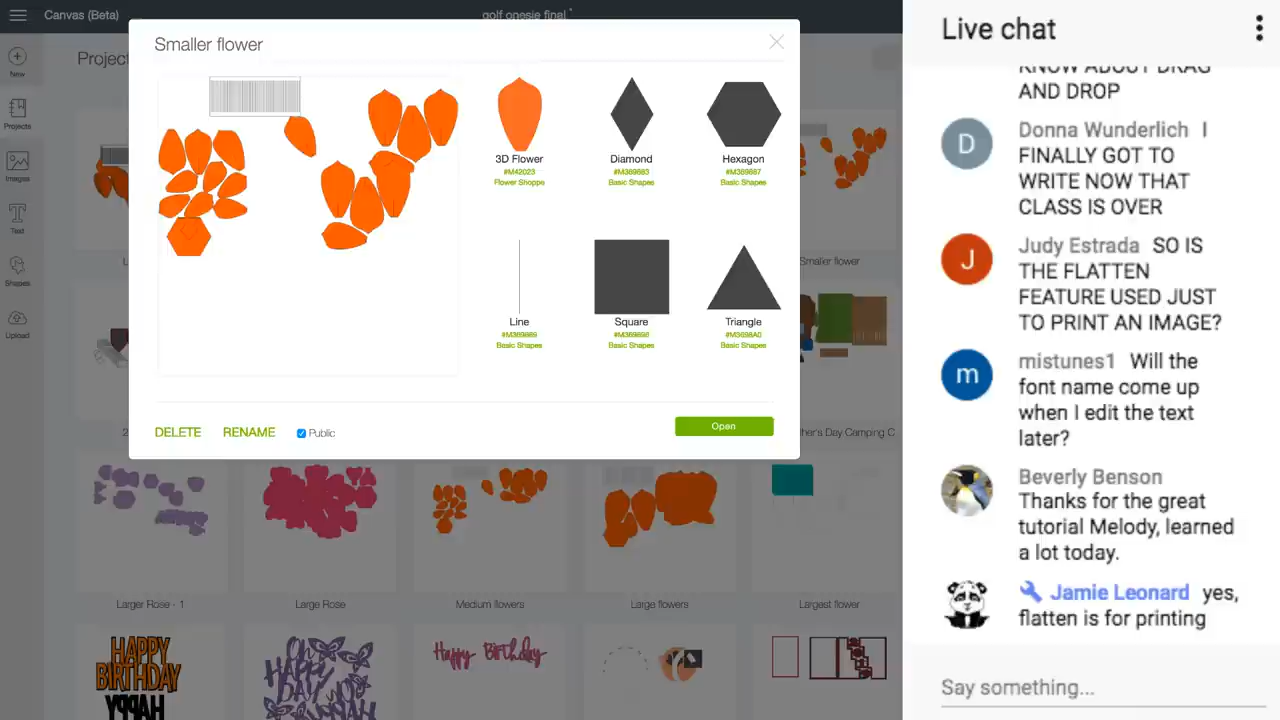 Canvas (Beta)
golf onesie final *
New
Projects
Images
Text
Shapes
Upload
Smaller flower
3D Flower
#M42023
Flower Shoppe
Diamond
#M369683
Basic Shapes
Hexagon
#M369687
Basic Shapes
Line
Basic Shapes
Square
#M369696
Basic Shapes
Triangle
#M3698A0
Basic Shapes
DELETE
RENAME
Public
Open
Smaller flower
Larger Rose - 1
Large Rose
Medium flowers
Large flowers
Largest flower
HAPPY
BIRTHDAY
Happy Birthday
Live chat
KNOW ABOUT DRAG
AND DROP
Donna Wunderlich I
FINALLY GOT TO
WRITE NOW THAT
CLASS IS OVER
Judy Estrada SO IS
THE FLATTEN
FEATURE USED JUST
TO PRINT AN IMAGE?
mistunes1 Will the
font name come up
when I edit the text
later?
Beverly Benson
Thanks for the great
tutorial Melody, learned
a lot today.
Jamie Leonard yes,
flatten is for printing
Say something...